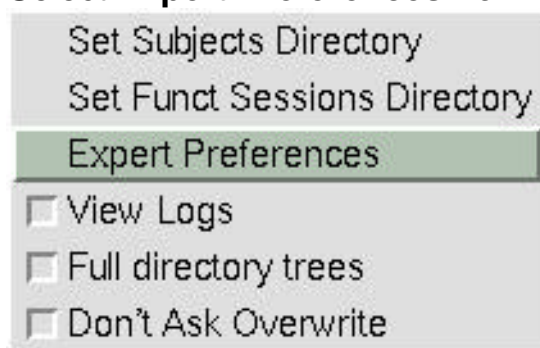 Set Subjects Directory
Set Funct Sessions Directory
Expert Preferences
View Logs
Full directory trees
Don't Ask Overwrite